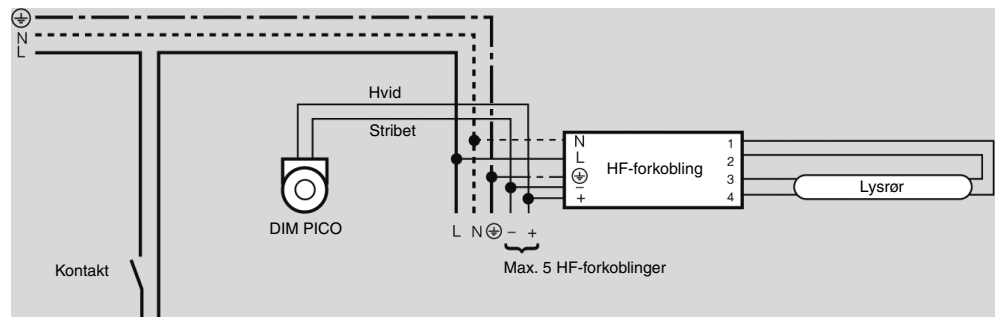 N
L
Hvid
Stribet
DIM PICO
Kontakt
L N – +
Max. 5 HF-forkoblinger
N
L
–
+
HF-forkobling
1
2
3
4
Lysrør